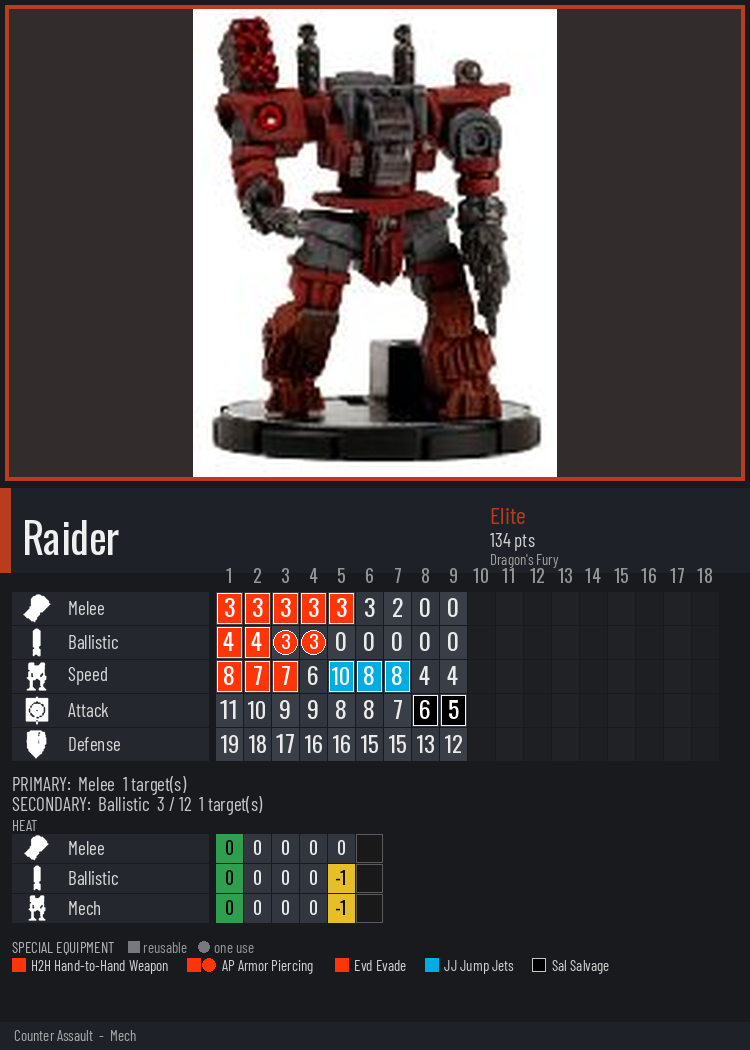 Raider
Elite
134 pts
Dragon's Fury
1 2 3 4 5 6 7 8 9 10 11 12 13 14 15 16 17 18
Melee 3 3 3 3 3 3 2 0 0
Ballistic 4 4 3 3 0 0 0 0 0
Speed 8 7 7 6 10 8 8 4 4
Attack 11 10 9 9 8 8 7 6 5
Defense 19 18 17 16 16 15 15 13 12
PRIMARY: Melee 1 target(s)
SECONDARY: Ballistic 3 / 12 1 target(s)
HEAT
Melee 0 0 0 0 0
Ballistic 0 0 0 0 -1
Mech 0 0 0 0 -1
SPECIAL EQUIPMENT reusable one use
H2H Hand-to-Hand Weapon AP Armor Piercing Evd Evade JJ Jump Jets Sal Salvage
Counter Assault - Mech